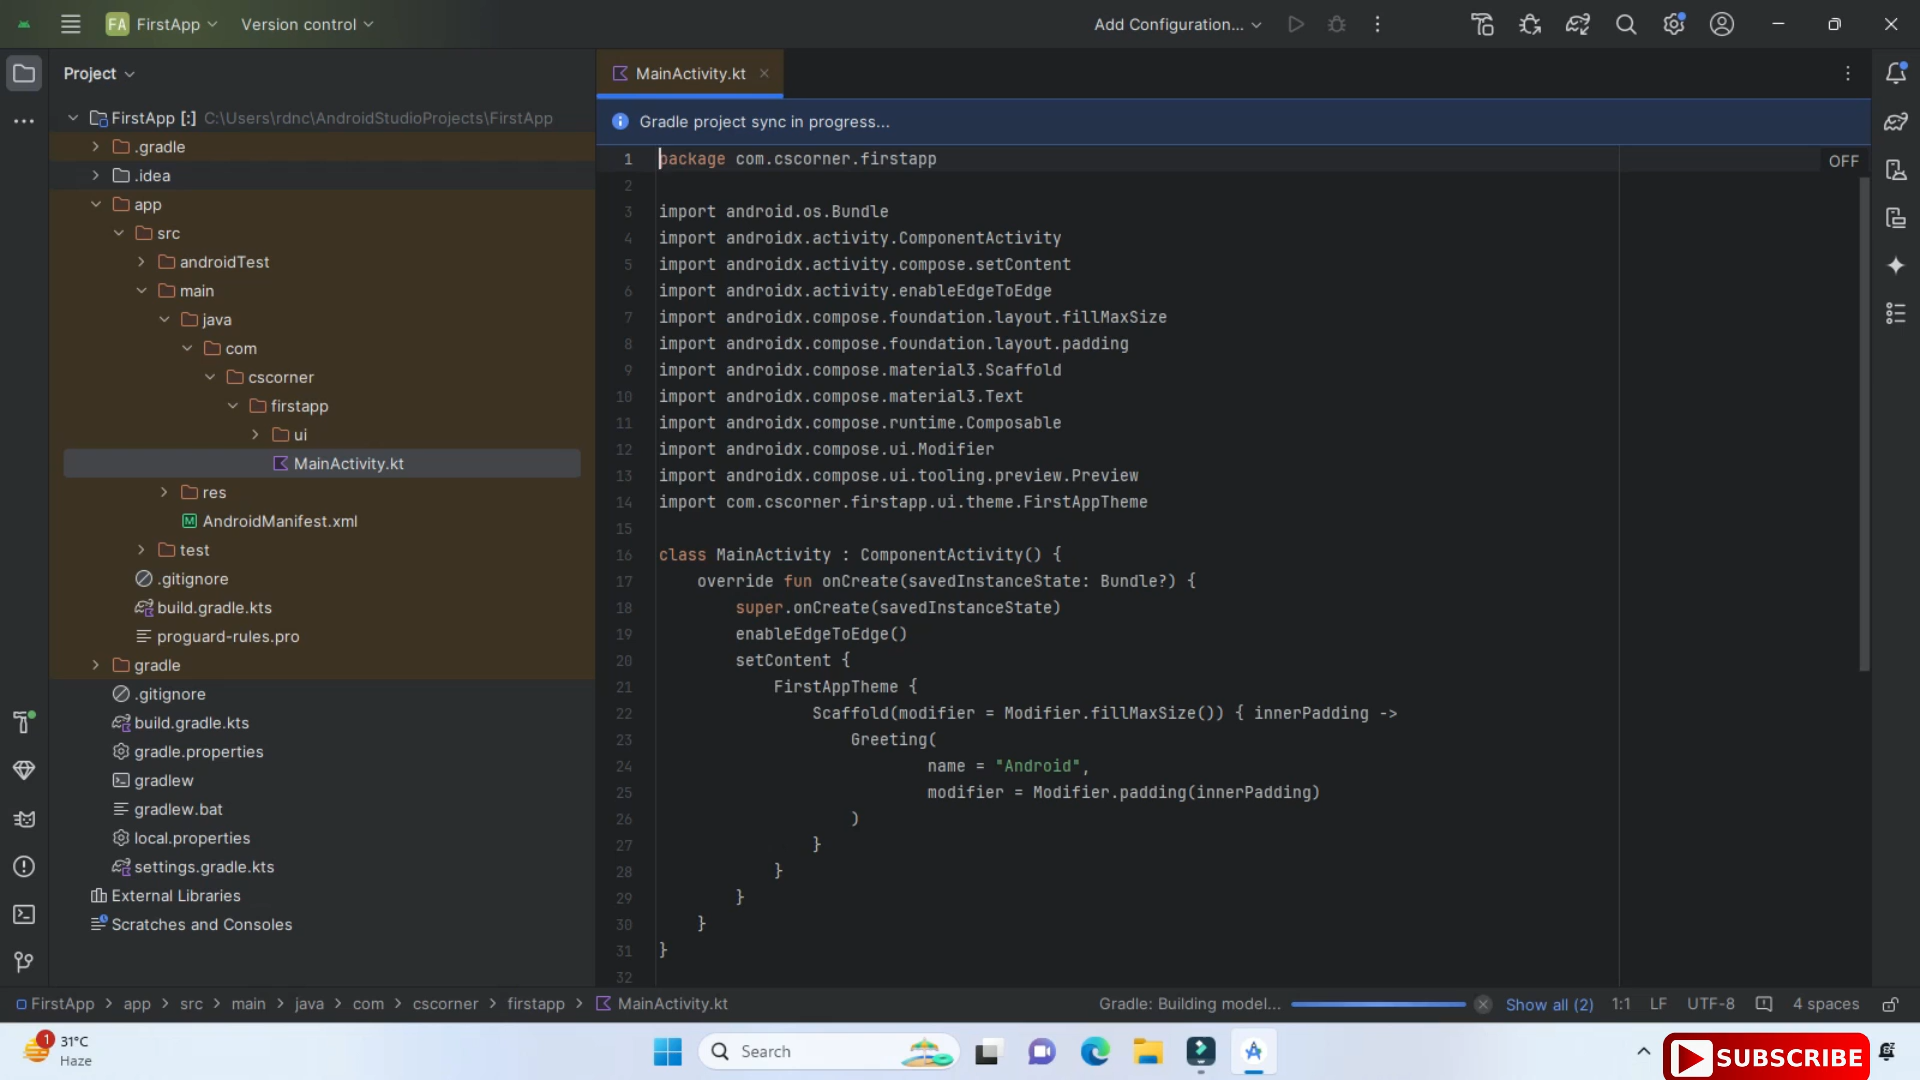 FA FirstApp
Version control
Add Configuration...
Project
MainActivity.kt
FirstApp [:] C:\Users\rdnc\AndroidStudioProjects\FirstApp
.gradle
.idea
app
src
androidTest
main
java
com
cscorner
firstapp
ui
MainActivity.kt
res
AndroidManifest.xml
test
.gitignore
build.gradle.kts
proguard-rules.pro
gradle
.gitignore
build.gradle.kts
gradle.properties
gradlew
gradlew.bat
local.properties
settings.gradle.kts
External Libraries
Scratches and Consoles
Gradle project sync in progress...
OFF
1 package com.cscorner.firstapp
2
3 import android.os.Bundle
4 import androidx.activity.ComponentActivity
5 import androidx.activity.compose.setContent
6 import androidx.activity.enableEdgeToEdge
7 import androidx.compose.foundation.layout.fillMaxSize
8 import androidx.compose.foundation.layout.padding
9 import androidx.compose.material3.Scaffold
10 import androidx.compose.material3.Text
11 import androidx.compose.runtime.Composable
12 import androidx.compose.ui.Modifier
13 import androidx.compose.ui.tooling.preview.Preview
14 import com.cscorner.firstapp.ui.theme.FirstAppTheme
15
16 class MainActivity : ComponentActivity() {
17 override fun onCreate(savedInstanceState: Bundle?) {
18 super.onCreate(savedInstanceState)
19 enableEdgeToEdge()
20 setContent {
21 FirstAppTheme {
22 Scaffold(modifier = Modifier.fillMaxSize()) { innerPadding ->
23 Greeting(
24 name = "Android",
25 modifier = Modifier.padding(innerPadding)
26 )
27 }
28 }
29 }
30 }
31 }
32
FirstApp > app > src > main > java > com > cscorner > firstapp > MainActivity.kt
Gradle: Building model...
Show all (2)
1:1
LF
UTF-8
4 spaces
1
31°C
Haze
Search
SUBSCRIBE